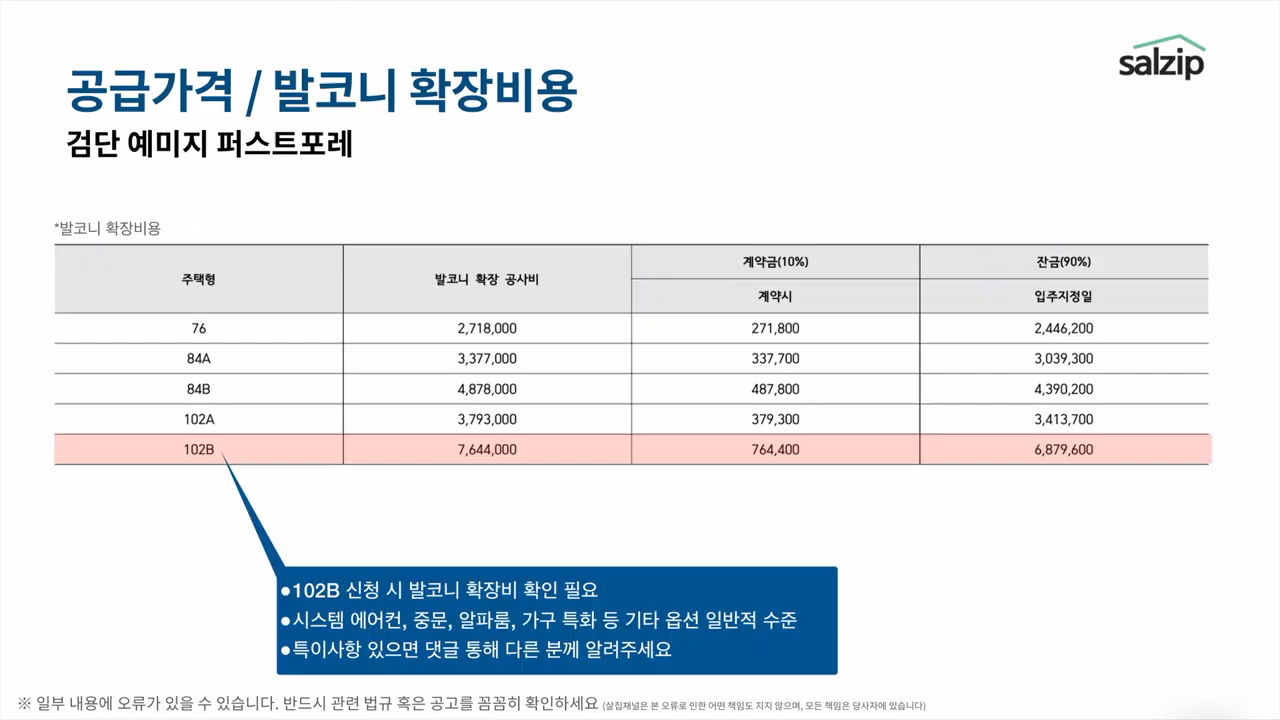 salzip
공급가격 / 발코니 확장비용
검단 예미지 퍼스트포레
*발코니 확장비용
주택형 발코니 확장 공사비 계약금(10%) 잔금(90%)
계약시 입주지정일
76 2,718,000 271,800 2,446,200
84A 3,377,000 337,700 3,039,300
84B 4,878,000 487,800 4,390,200
102A 3,793,000 379,300 3,413,700
102B 7,644,000 764,400 6,879,600
●102B 신청 시 발코니 확장비 확인 필요
●시스템 에어컨, 중문, 알파룸, 가구 특화 등 기타 옵션 일반적 수준
●특이사항 있으면 댓글 통해 다른 분께 알려주세요
※ 일부 내용에 오류가 있을 수 있습니다. 반드시 관련 법규 혹은 공고를 꼼꼼히 확인하세요 (살집채널은 본 오류로 인한 어떤 책임도 지지 않으며, 모든 책임은 당사자에 있습니다)